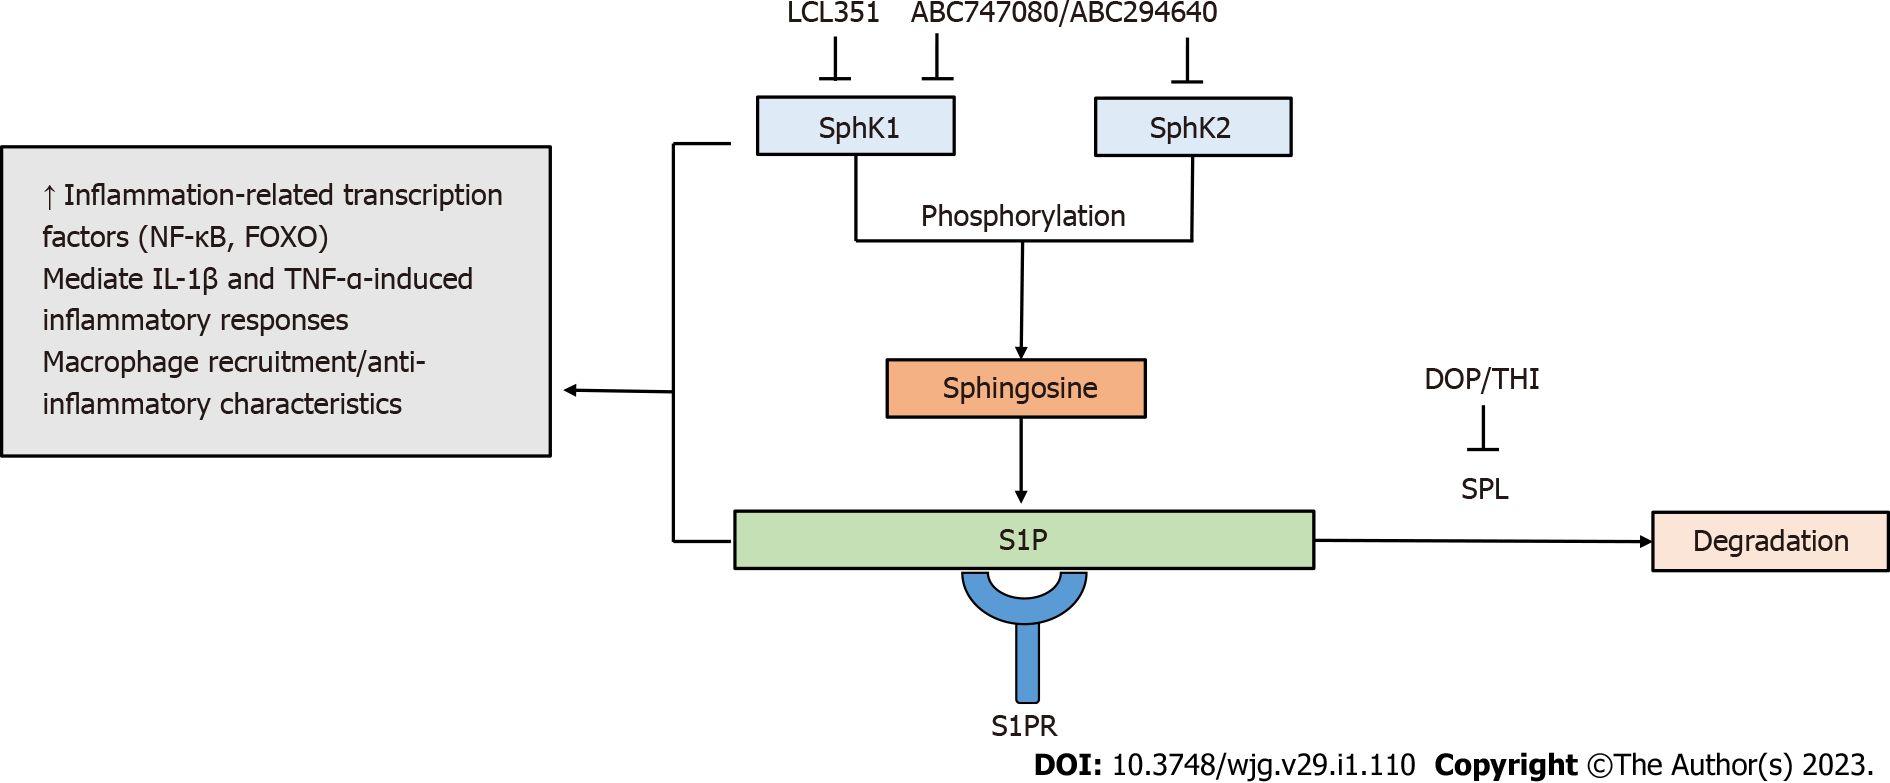 LCL351 ABC747080/ABC294640
SphK1
SphK2
↑ Inflammation-related transcription
factors (NF-κB, FOXO)
Mediate IL-1β and TNF-ɑ-induced
inflammatory responses
Macrophage recruitment/anti-
inflammatory characteristics
Phosphorylation
Sphingosine
DOP/THI
SPL
S1P
Degradation
S1PR
DOI: 10.3748/wjg.v29.i1.110 Copyright ©The Author(s) 2023.